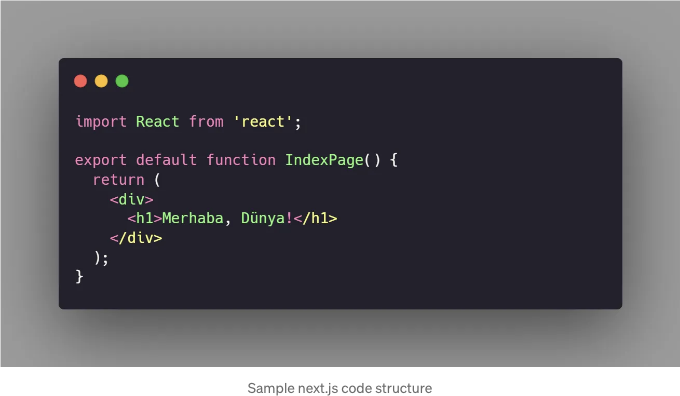 import React from 'react';

export default function IndexPage() {
  return (
    <div>
      <h1>Merhaba, Dünya!</h1>
    </div>
  );
}
Sample next.js code structure